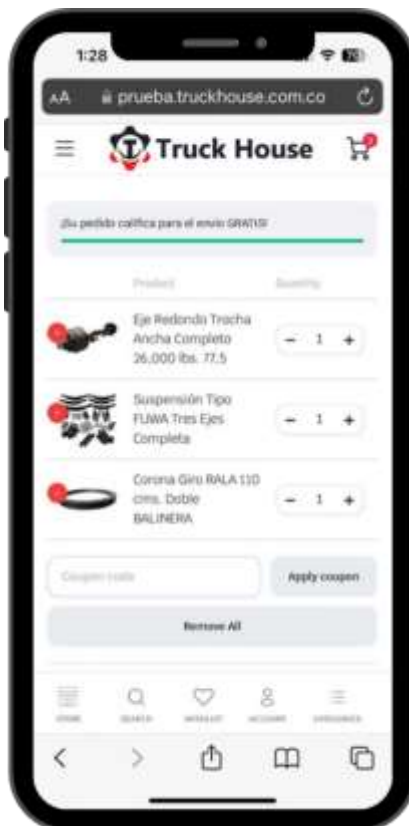 1:28
AA prueba.truckhouse.com.co
Truck House
¡Su pedido califica para el envío GRATIS!
Product Quantity
Eje Redondo Trocha
Ancha Completo
26.000 lbs. 77.5
- 1 +
Suspensión Tipo
FUWA Tres Ejes
Completa
- 1 +
Corona Giro RALA 110
cms. Doble
BALINERA
- 1 +
Coupon code Apply coupon
Remove All
STORE SEARCH WISHLIST ACCOUNT CATEGORIES